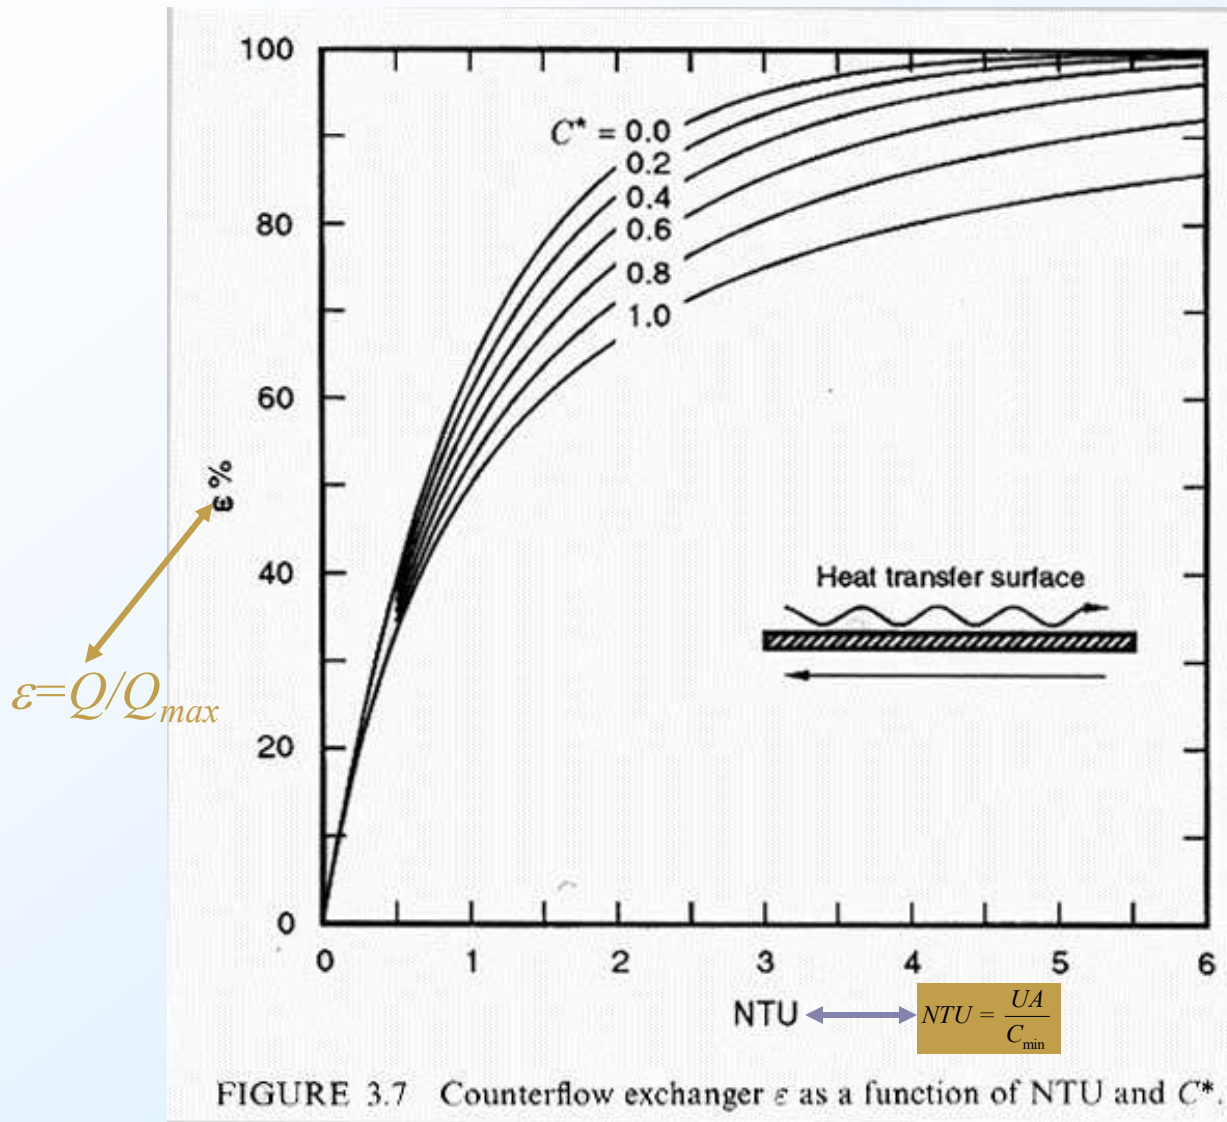 100
80
60
40
20
0
ε %
ε=Q/Qmax
C* = 0.0
0.2
0.4
0.6
0.8
1.0
Heat transfer surface
0 1 2 3 4 5 6
NTU
NTU = UA / Cmin
FIGURE 3.7 Counterflow exchanger ε as a function of NTU and C*.